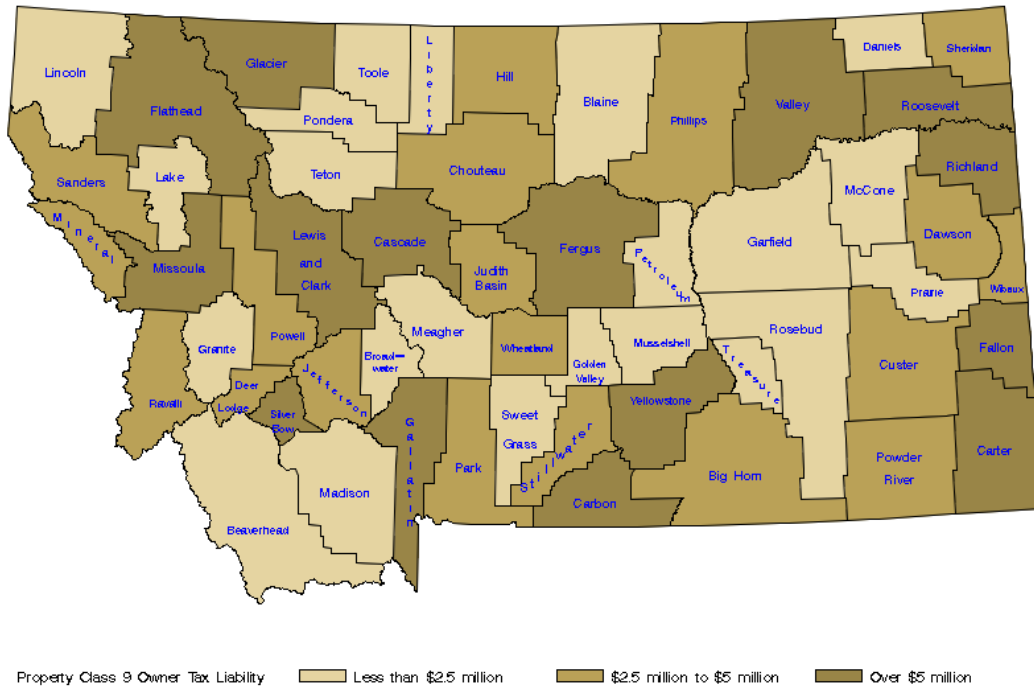 Lincoln
Flathead
Glacier
Toole
Liberty
Hill
Blaine
Phillips
Valley
Daniels
Sheridan
Roosevelt
Pondera
Teton
Chouteau
Richland
Sanders
Lake
McCone
Mineral
Missoula
Lewis
and
Clark
Cascade
Fergus
Petroleum
Garfield
Dawson
Judith
Basin
Prarie
Wibaux
Powell
Granite
Meagher
Broad-
water
Wheatland
Golden
Valley
Musselshell
Rosebud
Treasure
Custer
Fallon
Ravalli
Deer
Lodge
Silver
Bow
Jefferson
Gallatin
Park
Sweet
Grass
Stillwater
Yellowstone
Big Horn
Powder
River
Carter
Carbon
Madison
Beaverhead
Property Class 9 Owner Tax Liability Less than $2.5 million $2.5 million to $5 million Over $5 million